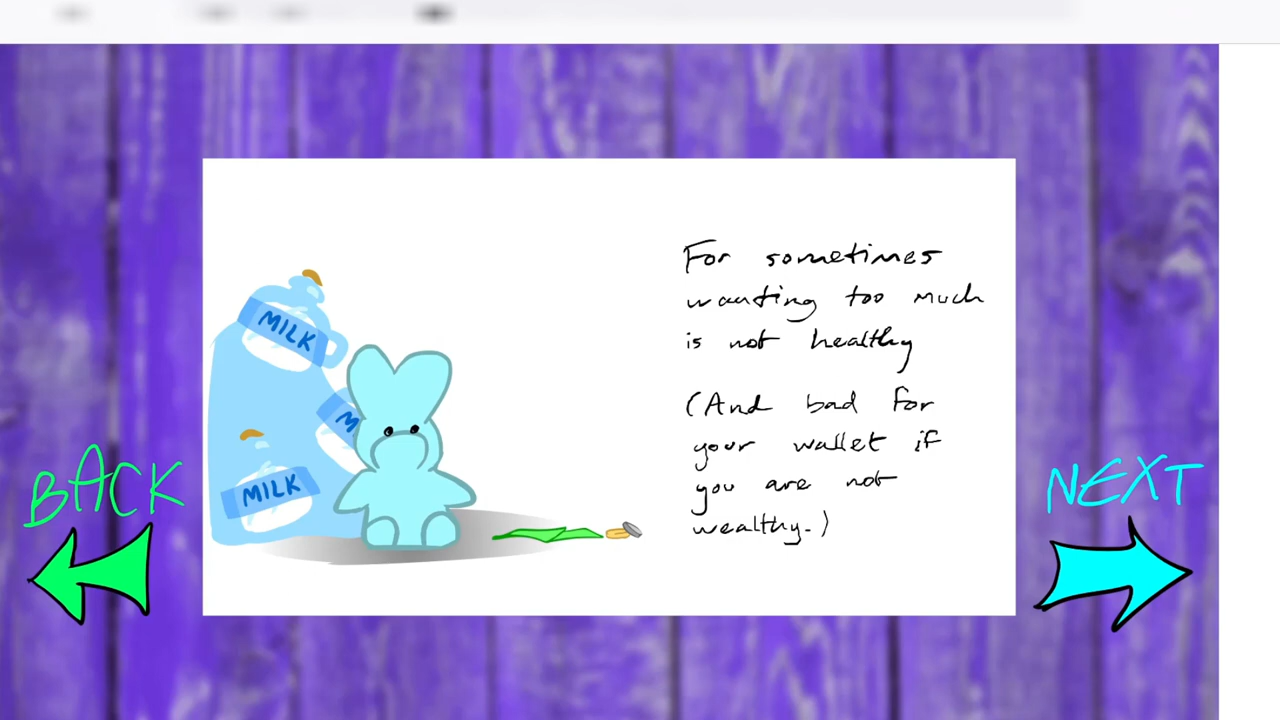 MILK
M
MILK
For sometimes
wanting too much
is not healthy
(And bad for
your wallet if
you are not
wealthy.)
BACK
NEXT